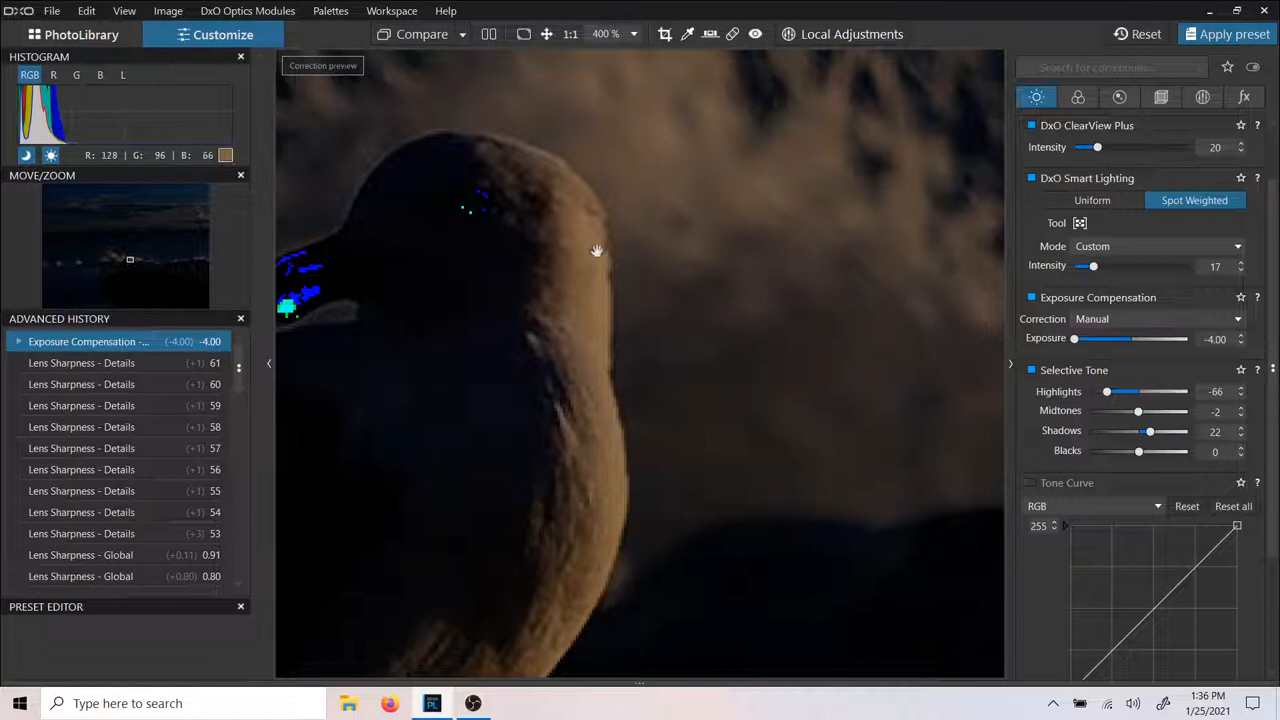 DXO File Edit View Image DxO Optics Modules Palettes Workspace Help
PhotoLibrary Customize Compare 1:1 400 % Local Adjustments Reset Apply preset
HISTOGRAM
RGB R G B L
R: 128 G: 96 B: 66
MOVE/ZOOM
ADVANCED HISTORY
Exposure Compensation -... (-4.00) -4.00
Lens Sharpness - Details (+1) 61
Lens Sharpness - Details (+1) 60
Lens Sharpness - Details (+1) 59
Lens Sharpness - Details (+1) 58
Lens Sharpness - Details (+1) 57
Lens Sharpness - Details (+1) 56
Lens Sharpness - Details (+1) 55
Lens Sharpness - Details (+1) 54
Lens Sharpness - Details (+3) 53
Lens Sharpness - Global (+0.11) 0.91
Lens Sharpness - Global (+0.80) 0.80
PRESET EDITOR
Correction preview
Search for corrections...
fx
DxO ClearView Plus ?
Intensity 20
DxO Smart Lighting ?
Uniform Spot Weighted
Tool
Mode Custom
Intensity 17
Exposure Compensation ?
Correction Manual
Exposure -4.00
Selective Tone ?
Highlights -66
Midtones -2
Shadows 22
Blacks 0
Tone Curve ?
RGB Reset Reset all
255
Type here to search
PL
1:36 PM
1/25/2021